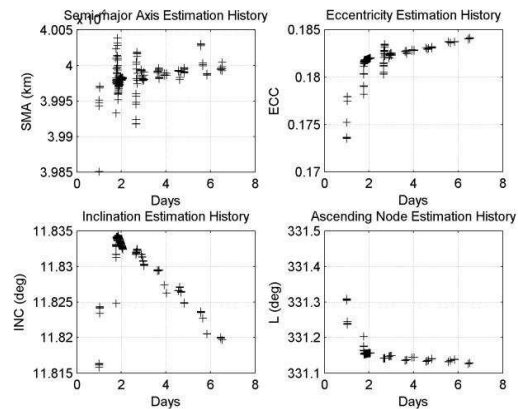 Semi-major Axis Estimation History
Eccentricity Estimation History
4.005
4
3.995
3.99
3.985
SMA (km)
0 2 4 6 8
Days
0.185
0.18
0.175
0.17
ECC
0 2 4 6 8
Days
Inclination Estimation History
Ascending Node Estimation History
11.835
11.83
11.825
11.82
11.815
INC (deg)
0 2 4 6 8
Days
331.5
331.4
331.3
331.2
331.1
L (deg)
0 2 4 6 8
Days